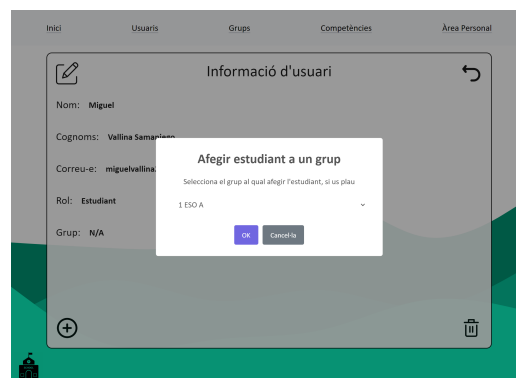 Inici Usuaris Grups Competències Àrea Personal
Informació d'usuari
Nom: Miguel
Cognoms: Vallina Samaniego
Correu-e: miguelvallina
Rol: Estudiant
Grup: N/A
Afegir estudiant a un grup
Selecciona el grup al qual afegir l'estudiant, si us plau
1 ESO A
OK Cancel·la